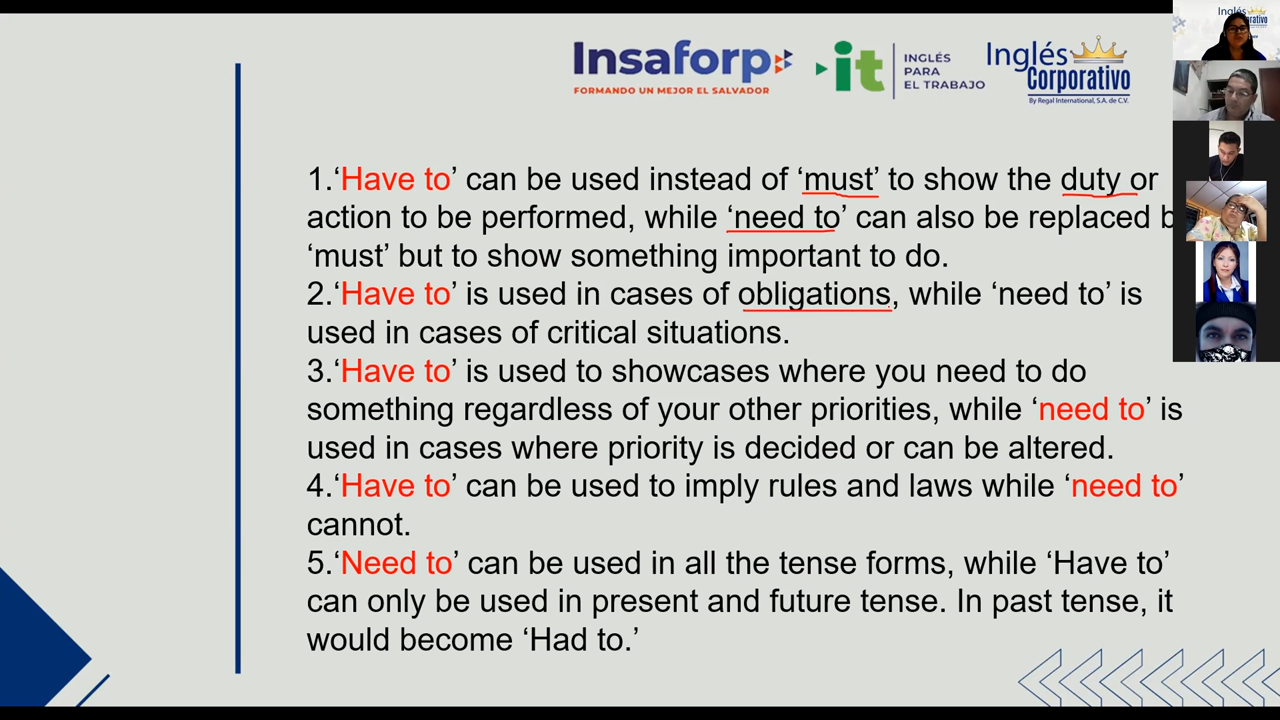 Insaforp
FORMANDO UN MEJOR EL SALVADOR
it
INGLÉS
PARA
EL TRABAJO
Inglés
Corporativo
By Regal International, S.A. de C.V.
Inglés
1.‘Have to’ can be used instead of ‘must’ to show the duty or
action to be performed, while ‘need to’ can also be replaced b
‘must’ but to show something important to do.
2.‘Have to’ is used in cases of obligations, while ‘need to’ is
used in cases of critical situations.
3.‘Have to’ is used to showcases where you need to do
something regardless of your other priorities, while ‘need to’ is
used in cases where priority is decided or can be altered.
4.‘Have to’ can be used to imply rules and laws while ‘need to’
cannot.
5.‘Need to’ can be used in all the tense forms, while ‘Have to’
can only be used in present and future tense. In past tense, it
would become ‘Had to.’